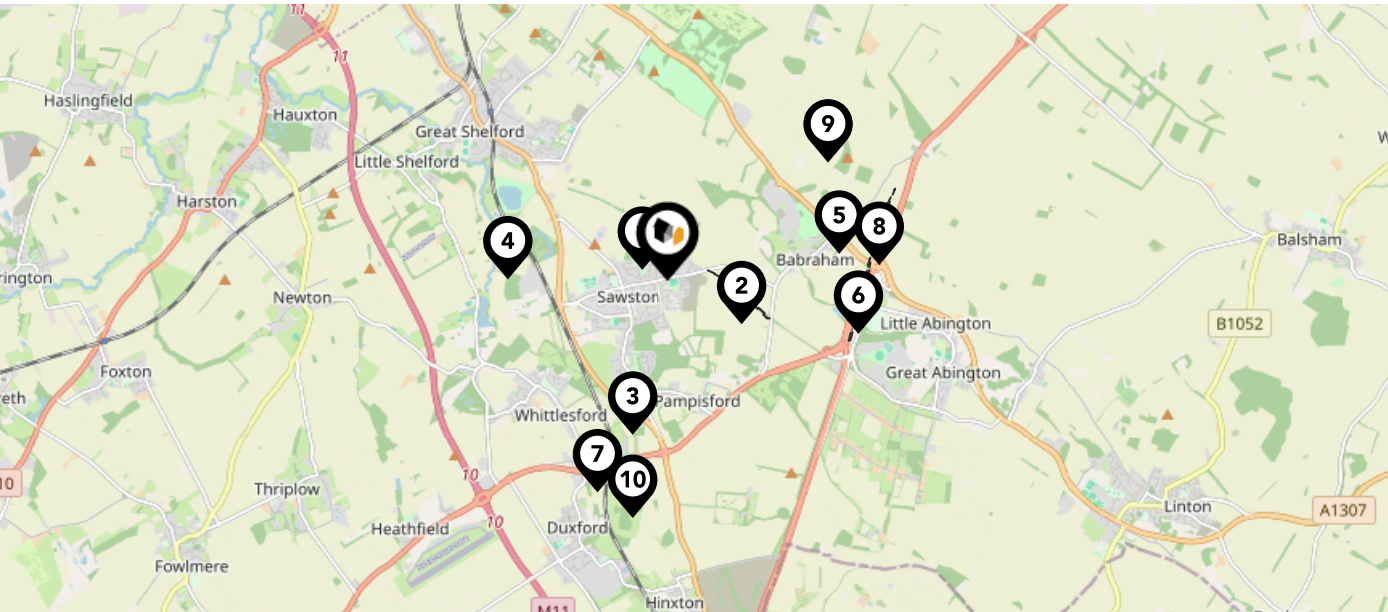 11
11
Haslingfield
Hauxton
Great Shelford
9
Little Shelford
Harston
5
8
4
Balsham
Babraham
rington
2
Newton
Sawston
6
Little Abington
B1052
Foxton
Great Abington
eth
3
Pampisford
Whittlesford
7
10
10
10
Thriplow
A1307
Linton
10
Heathfield
Duxford
Fowlmere
Hinxton
M11